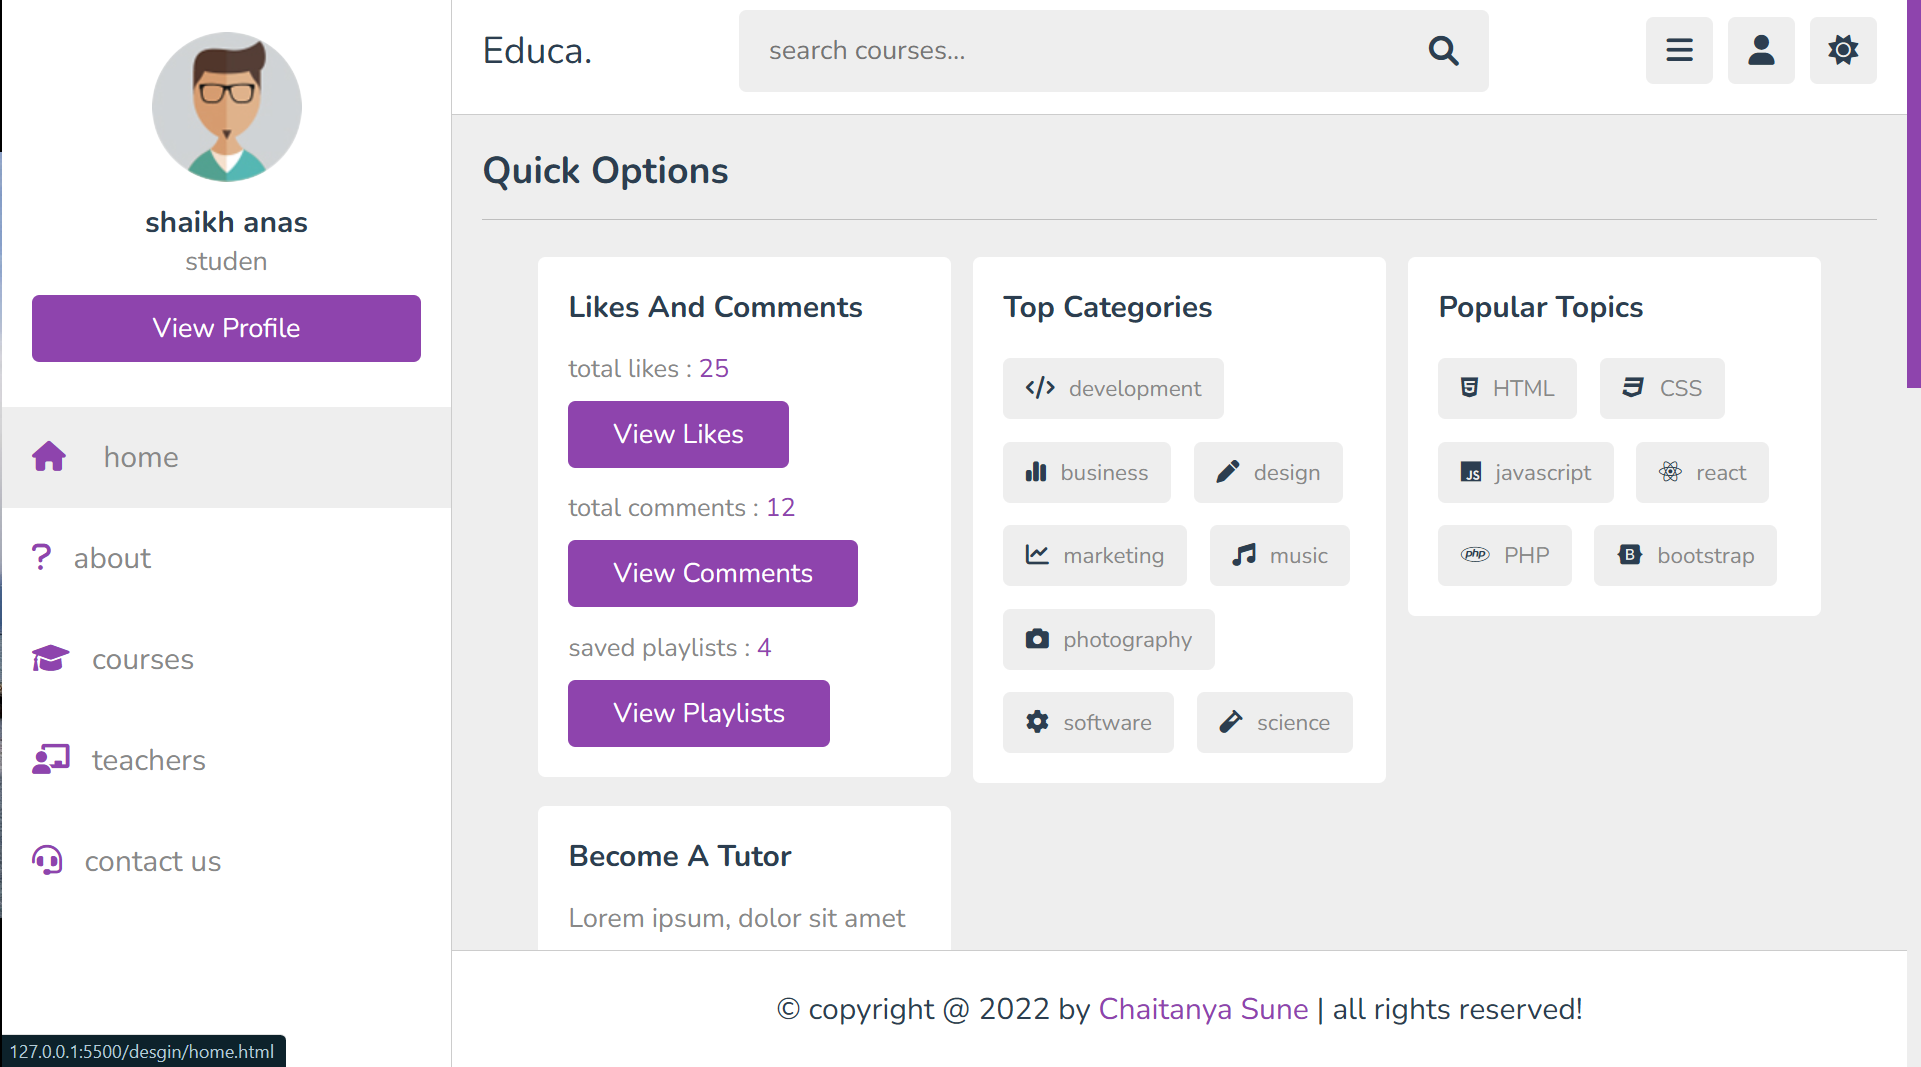 shaikh anas
studen
View Profile
home
about
courses
teachers
contact us
127.0.0.1:5500/desgin/home.html
Educa.
search courses...
Quick Options
Likes And Comments
total likes : 25
View Likes
total comments : 12
View Comments
saved playlists : 4
View Playlists
Top Categories
development
business
design
marketing
music
photography
software
science
Popular Topics
HTML
CSS
JS
javascript
react
php
PHP
B
bootstrap
Become A Tutor
Lorem ipsum, dolor sit amet
© copyright @ 2022 by Chaitanya Sune | all rights reserved!